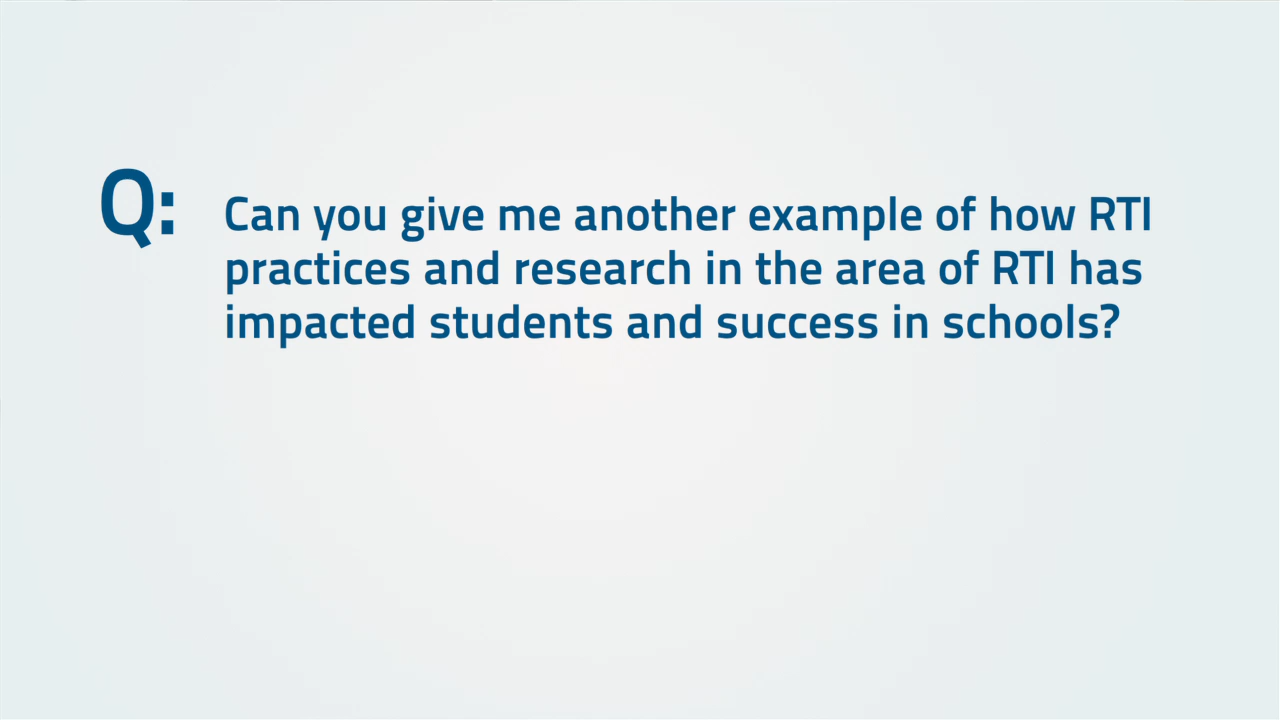 Q: Can you give me another example of how RTI
practices and research in the area of RTI has
impacted students and success in schools?